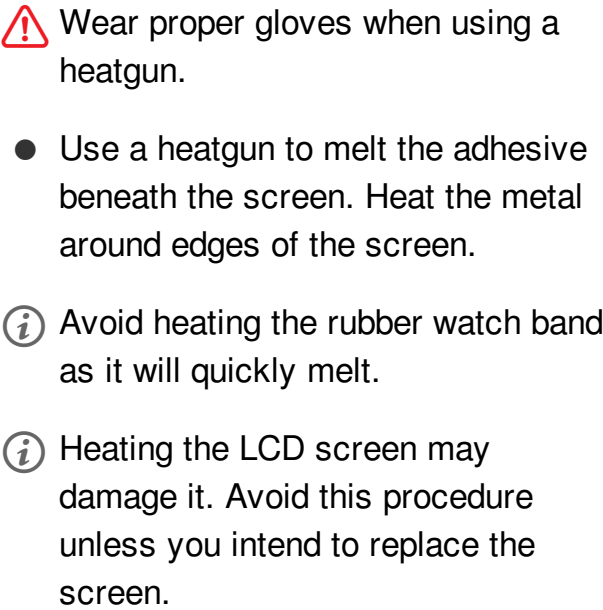 Wear proper gloves when using a
heatgun.
Use a heatgun to melt the adhesive
beneath the screen. Heat the metal
around edges of the screen.
Avoid heating the rubber watch band
as it will quickly melt.
Heating the LCD screen may
damage it. Avoid this procedure
unless you intend to replace the
screen.